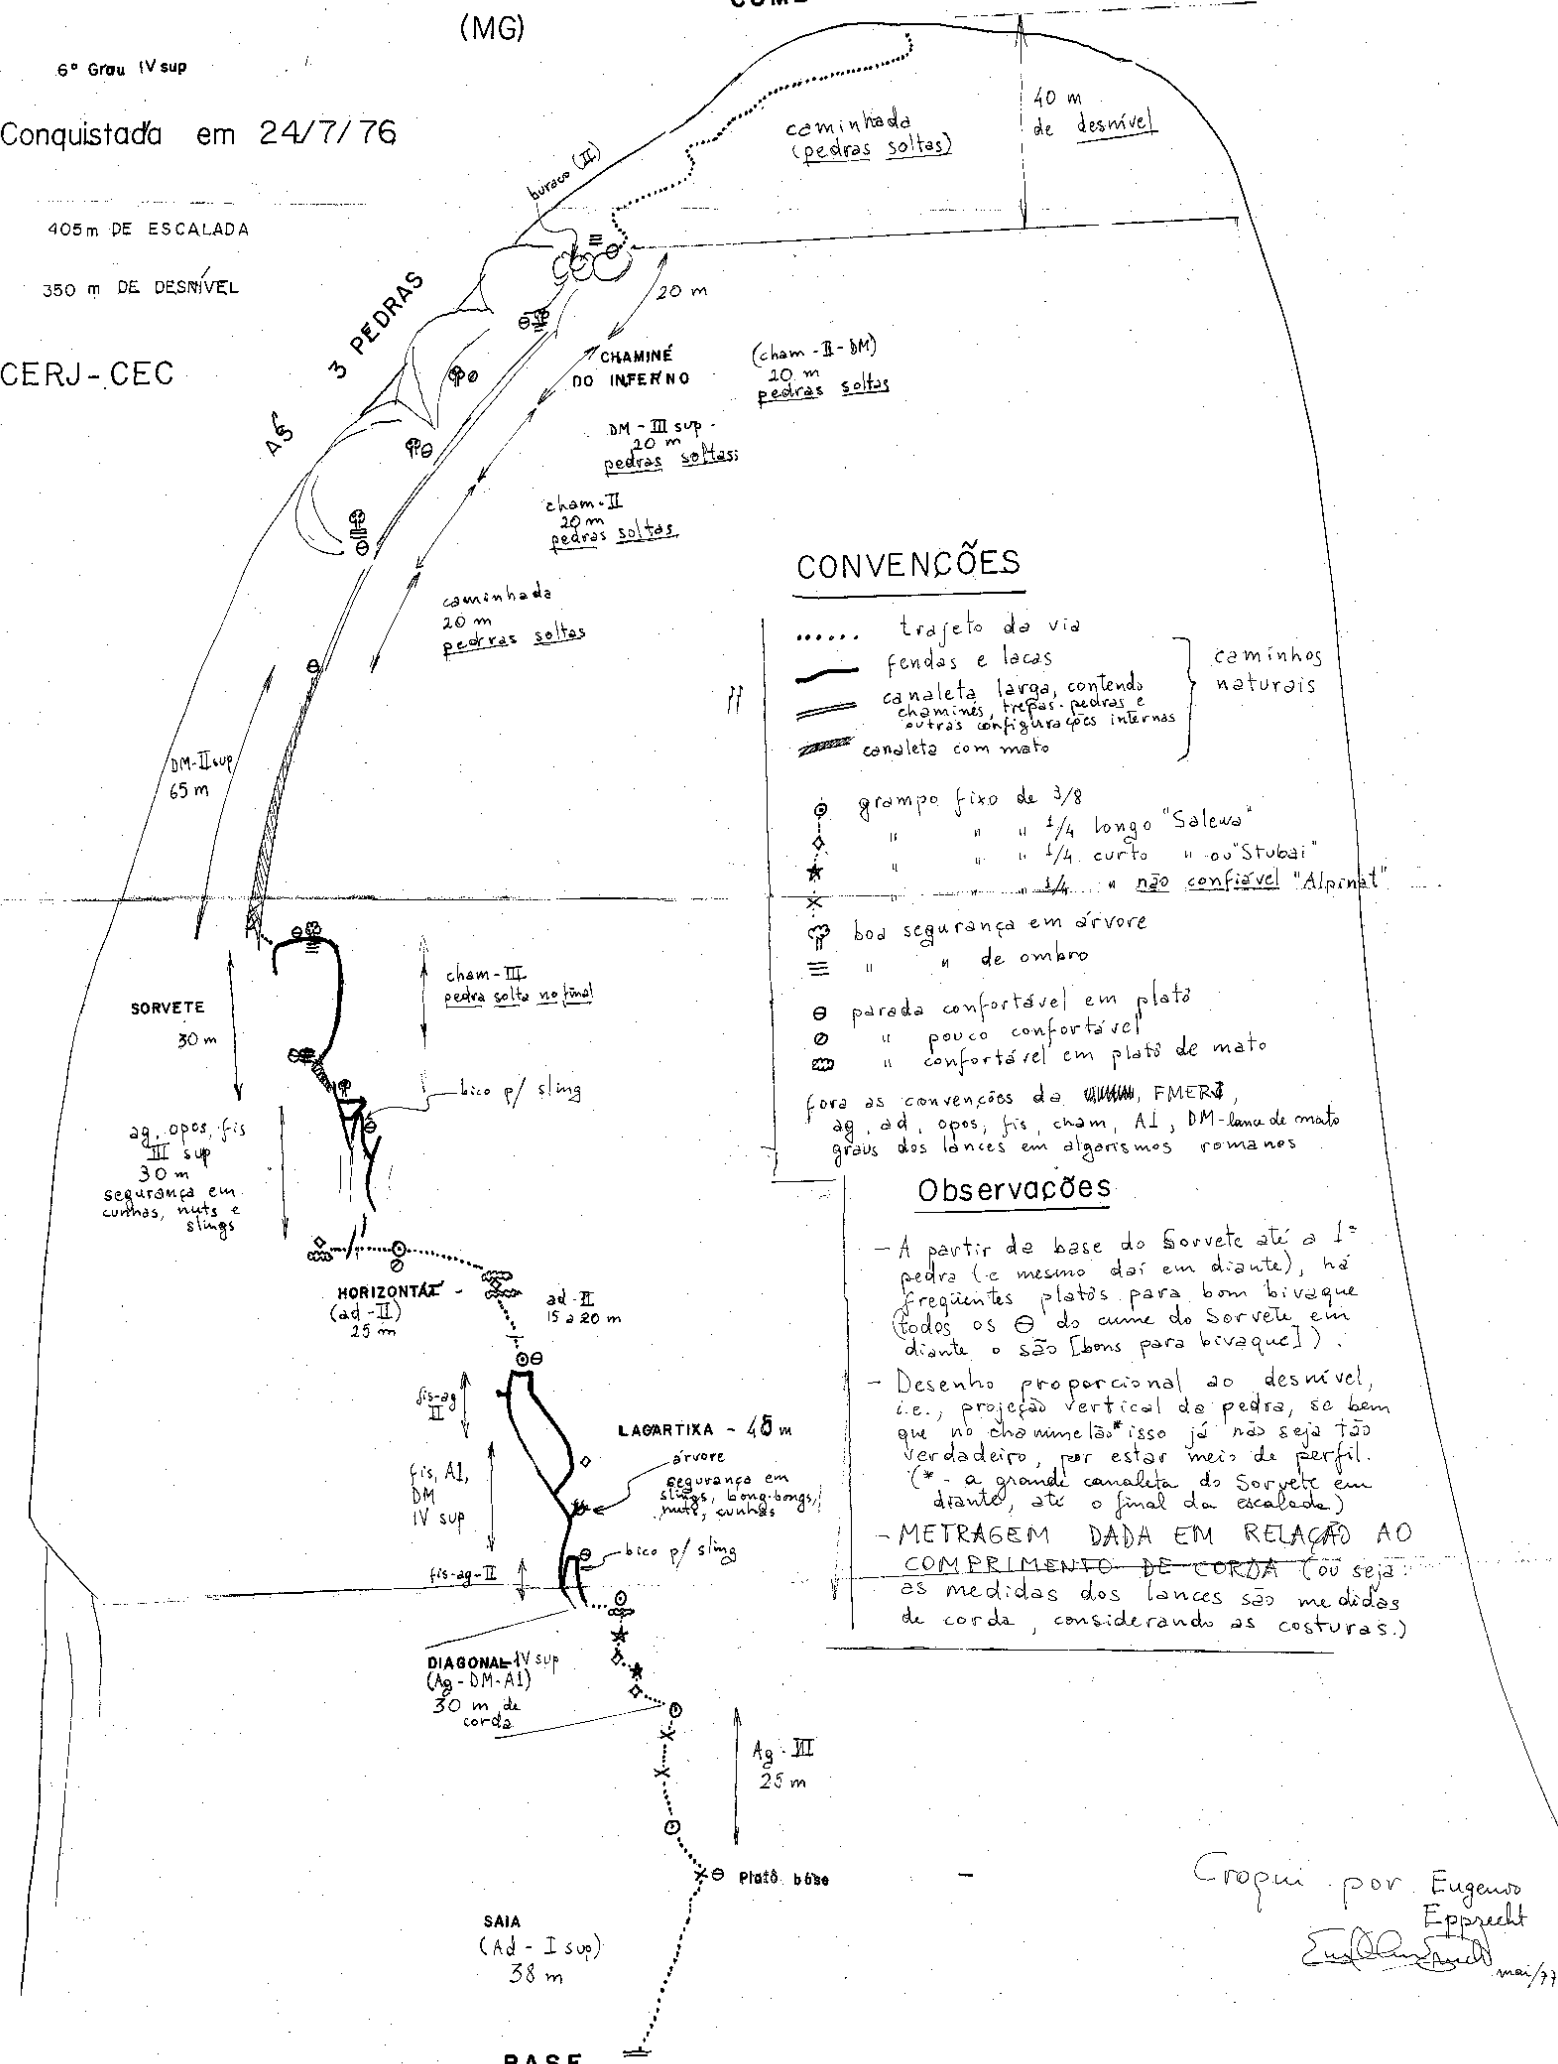 CUME
(MG)
6º Grau IV sup
Conquistada em 24/7/76
405m DE ESCALADA
350 m DE DESNÍVEL
CERJ-CEC
40 m
de desnível
caminhada
(pedras soltas)
buraco (II)
20 m
AS 3 PEDRAS
CHAMINÉ
DO INFERNO
(cham-II-DM)
20 m
pedras soltas
DM-III sup
20 m
pedras soltas
cham-II
20 m
pedras soltas
caminhada
20 m
pedras soltas
DM-II sup
65 m
SORVETE
30 m
cham-III
pedra solta no final
bico p/ sling
ag, opos, fis
III sup
30 m
segurança em
cunhas, nuts e
slings
HORIZONTAL -
(ad-II)
25 m
ad-II
15 a 20 m
fis-ag
II
LAGARTIXA - 45 m
árvore
segurança em
slings, bong-bongs,
nuts, cunhas
fis, A1,
DM
IV sup
bico p/ sling
fis-ag-II
DIAGONAL-IV sup
(Ag-DM-A1)
30 m de
corda
Ag-III
25 m
Platô base
SAIA
(Ad - I sup)
38 m
BASE
CONVENCÕES
trajeto da via
fendas e lacas
canaleta larga, contendo
chaminés, trepas-pedras e
outras configurações internas
canaleta com mato
caminhos
naturais
grampo fixo de 3/8
" " " 1/4 longo "Salewa"
" " " 1/4 curto " ou "Stubai"
" " " 1/4 " não confiável "Alpinat"
boa segurança em árvore
" " de ombro
parada confortável em platô
" pouco confortável
" confortável em platô de mato
fora as convenções da FMERJ,
ag, ad, opos, fis, cham, A1, DM-lance de mato
graus dos lances em algarismos romanos
Observações
- A partir da base do Sorvete até a 1ª
pedra (e mesmo daí em diante), há
freqüentes platôs para bom bivaque
(todos os ⊖ do cume do Sorvete em
diante o são [bons para bivaque]).
- Desenho proporcional ao desnível,
i.e., projeção vertical da pedra, se bem
que no chaminelão* isso já não seja tão
verdadeiro, por estar meio de perfil.
(* - a grande canaleta do Sorvete em
diante, até o final da escalada)
- METRAGEM DADA EM RELAÇÃO AO
COMPRIMENTO DE CORDA (ou seja:
as medidas dos lances são medidas
de corda, considerando as costuras.)
Croqui por Eugenio
Epprecht
mai/77